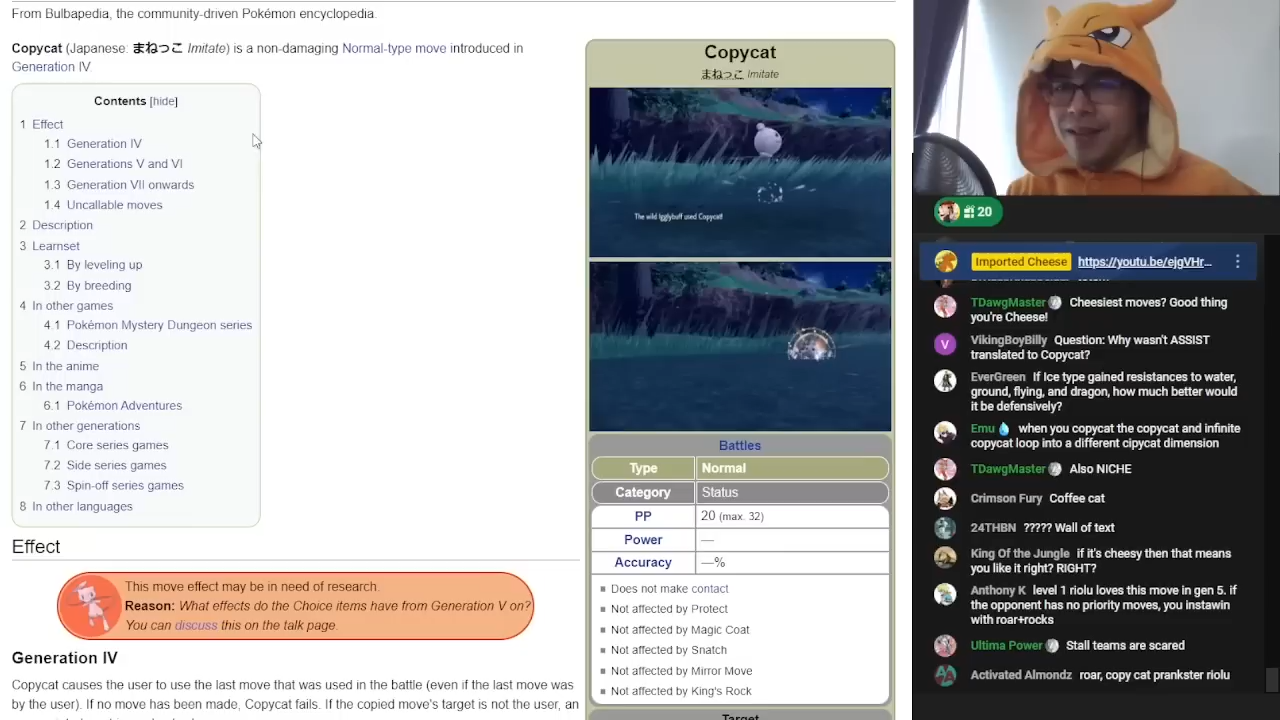 From Bulbapedia, the community-driven Pokémon encyclopedia.
Copycat (Japanese: まねっこ Imitate) is a non-damaging Normal-type move introduced in
Generation IV.
Contents [hide]
1 Effect
1.1 Generation IV
1.2 Generations V and VI
1.3 Generation VII onwards
1.4 Uncallable moves
2 Description
3 Learnset
3.1 By leveling up
3.2 By breeding
4 In other games
4.1 Pokémon Mystery Dungeon series
4.2 Description
5 In the anime
6 In the manga
6.1 Pokémon Adventures
7 In other generations
7.1 Core series games
7.2 Side series games
7.3 Spin-off series games
8 In other languages
Effect
This move effect may be in need of research.
Reason: What effects do the Choice items have from Generation V on?
You can discuss this on the talk page.
Generation IV
Copycat causes the user to use the last move that was used in the battle (even if the last move was
by the user). If no move has been made, Copycat fails. If the copied move's target is not the user, an
Copycat
まねっこ Imitate
The wild Igglybuff used Copycat!
Battles
Type Normal
Category Status
PP 20 (max. 32)
Power —
Accuracy —%
Does not make contact
Not affected by Protect
Not affected by Magic Coat
Not affected by Snatch
Not affected by Mirror Move
Not affected by King's Rock
Target
20
Imported Cheese https://youtu.be/ejgVHr...
TDawgMaster Cheesiest moves? Good thing
you're Cheese!
VikingBoyBilly Question: Why wasn't ASSIST
translated to Copycat?
EverGreen If Ice type gained resistances to water,
ground, flying, and dragon, how much better would
it be defensively?
Emu💧 when you copycat the copycat and infinite
copycat loop into a different cipycat dimension
TDawgMaster Also NICHE
Crimson Fury Coffee cat
24THBN ????? Wall of text
King Of the Jungle if it's cheesy then that means
you like it right? RIGHT?
Anthony K level 1 riolu loves this move in gen 5. if
the opponent has no priority moves, you instawin
with roar+rocks
Ultima Power Stall teams are scared
Activated Almondz roar, copy cat prankster riolu